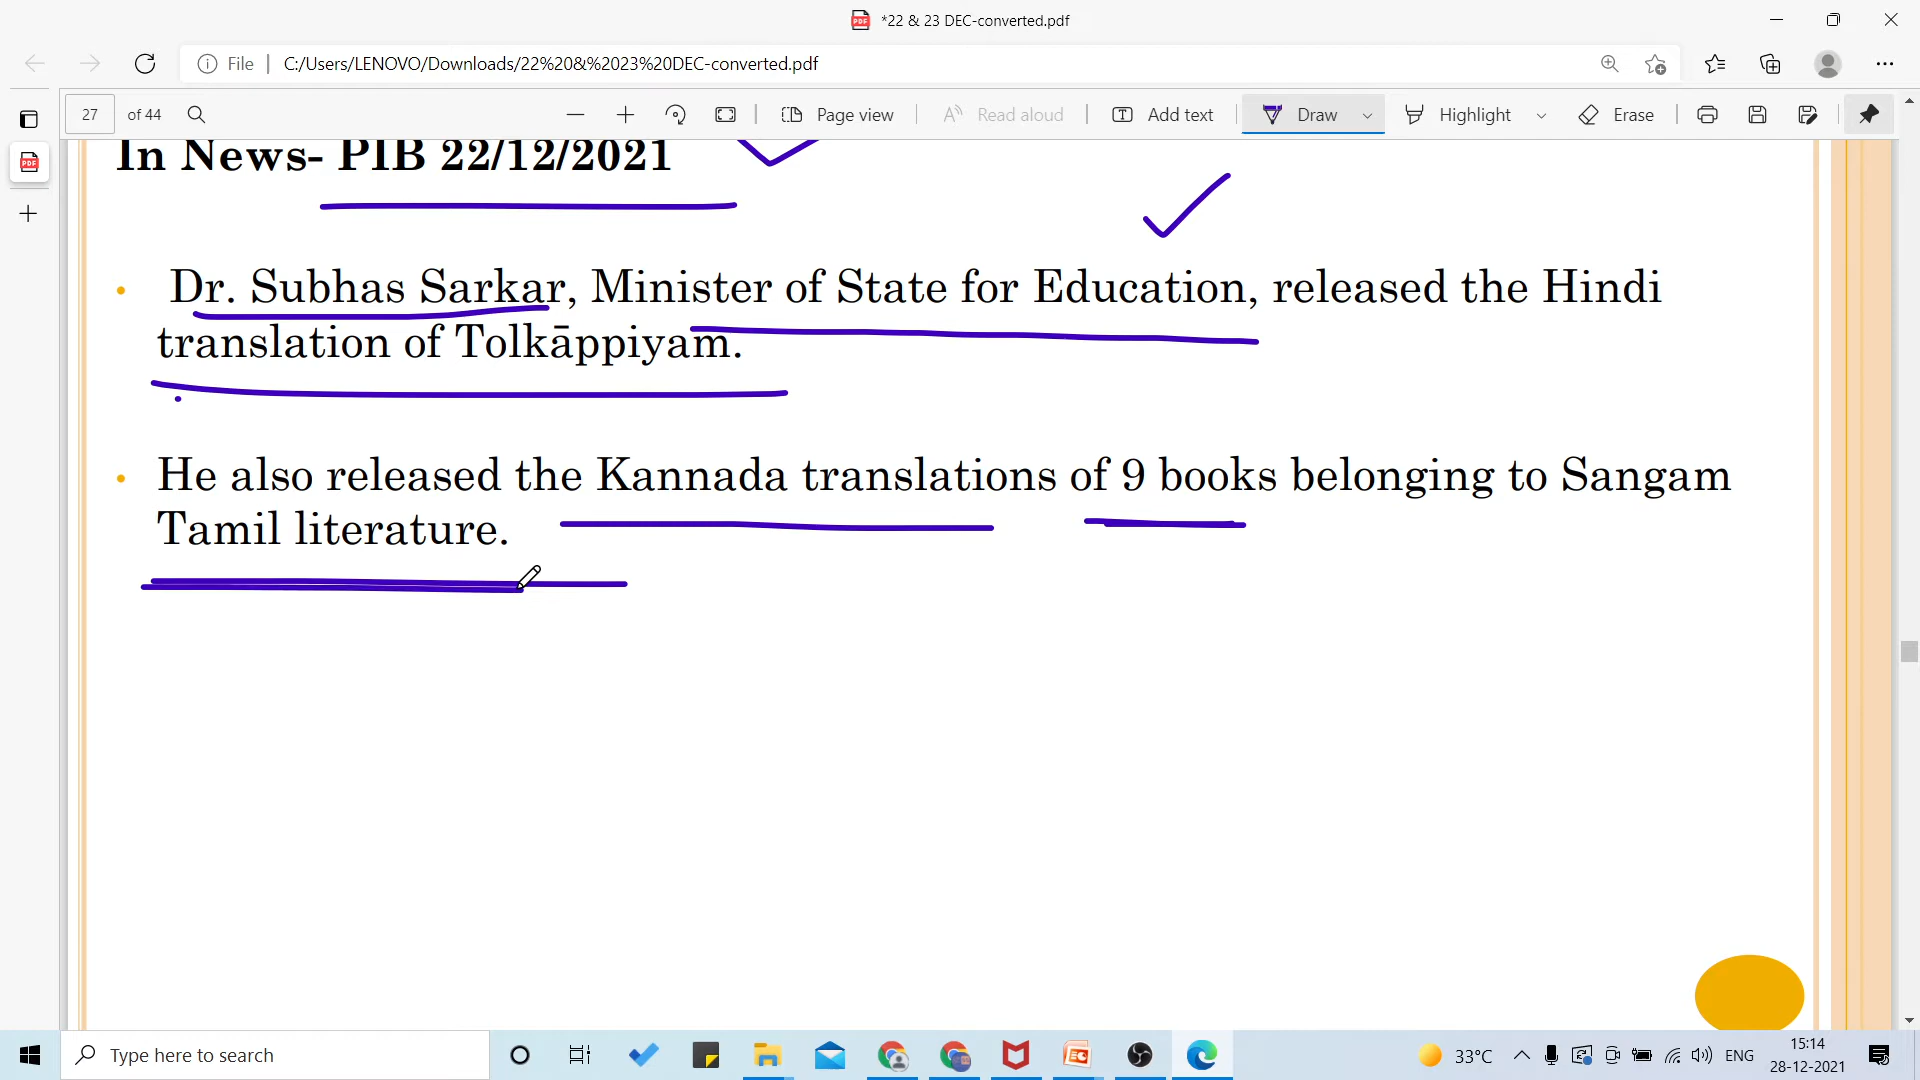 *22 & 23 DEC-converted.pdf
File | C:/Users/LENOVO/Downloads/22%20&%2023%20DEC-converted.pdf
27 of 44 Page view Read aloud Add text Draw Highlight Erase
In News- PIB 22/12/2021
• Dr. Subhas Sarkar, Minister of State for Education, released the Hindi
translation of Tolkāppiyam.
• He also released the Kannada translations of 9 books belonging to Sangam
Tamil literature.
Type here to search 33°C ENG 15:14
28-12-2021